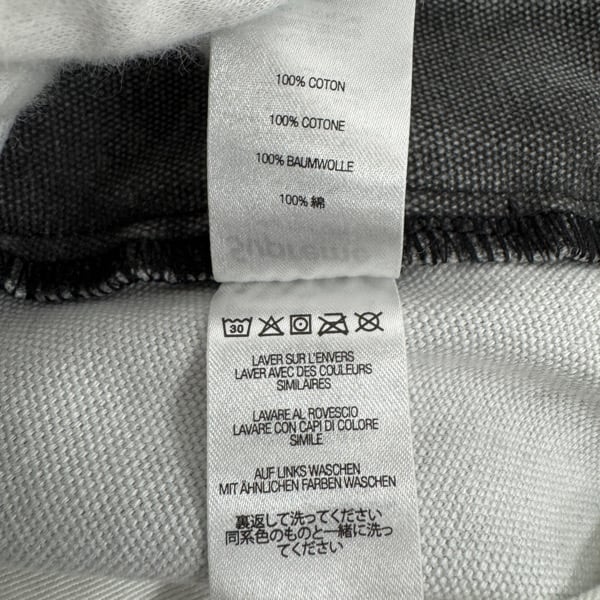 100% COTON
100% COTONE
100% BAUMWOLLE
100% 綿
Supreme
30
LAVER SUR L'ENVERS
LAVER AVEC DES COULEURS
SIMILAIRES
LAVARE AL ROVESCIO
LAVARE CON CAPI DI COLORE
SIMILE
AUF LINKS WASCHEN
MIT ÄHNLICHEN FARBEN WASCHEN
裏返して洗ってください
同系色のものと一緒に洗っ
てください